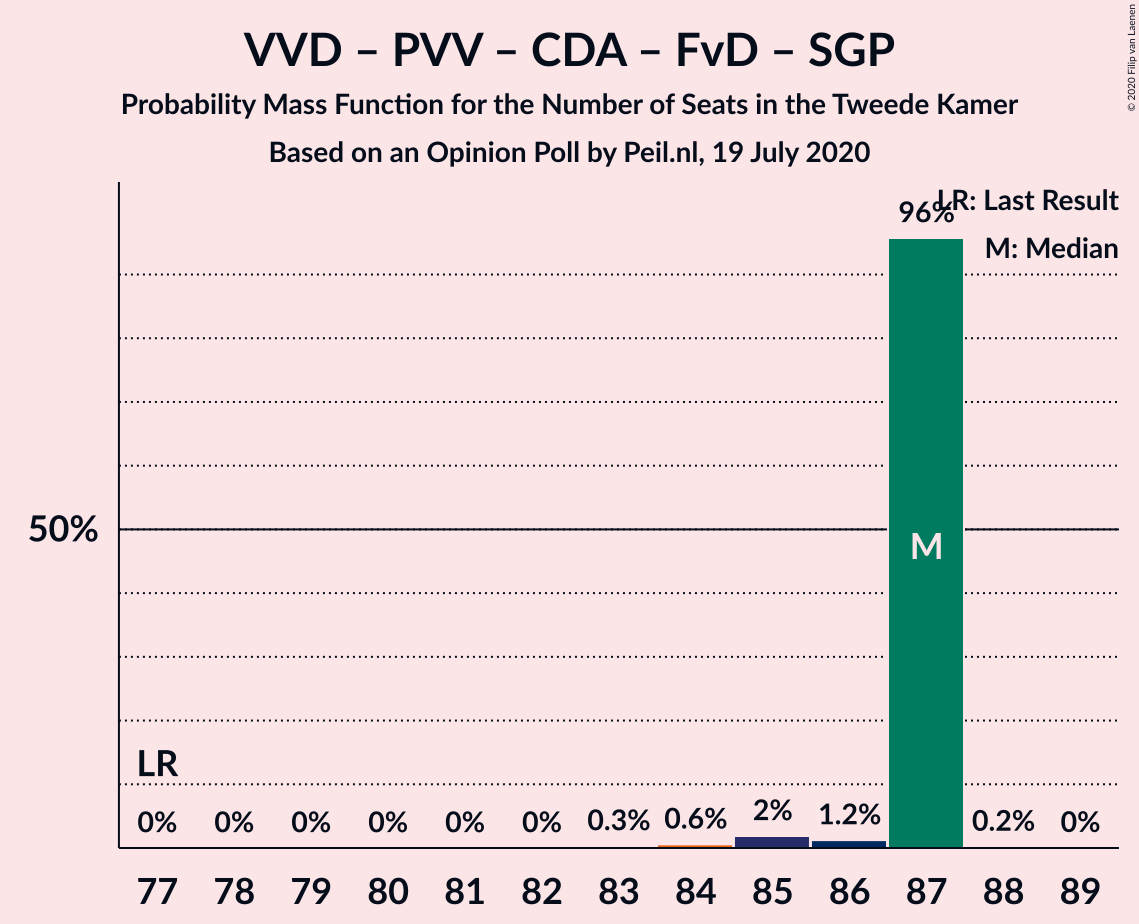 VVD – PVV – CDA – FvD – SGP
Probability Mass Function for the Number of Seats in the Tweede Kamer
Based on an Opinion Poll by Peil.nl, 19 July 2020
© 2020 Filip van Laenen
LR: Last Result
M: Median
96%
50%
M
LR
0% 0% 0% 0% 0% 0% 0.3% 0.6% 2% 1.2% 0.2% 0%
77 78 79 80 81 82 83 84 85 86 87 88 89